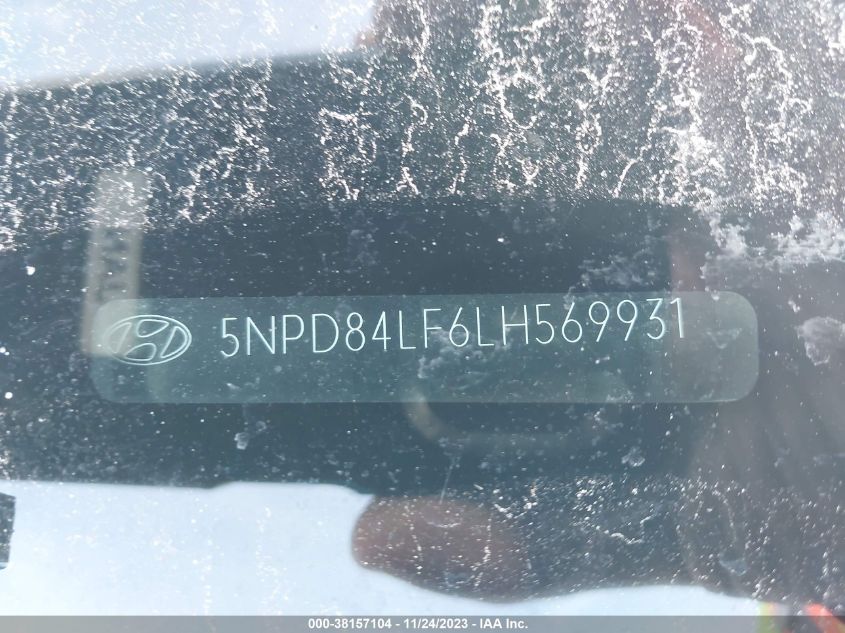 5NPD84LF6LH569931
000-38157104 | 11/24/2023 - IAA Inc.